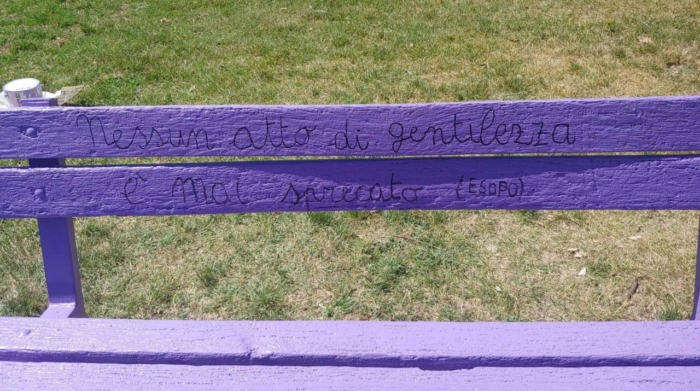 Nessun atto di gentilezza
è mai sprecato (ESOPO)